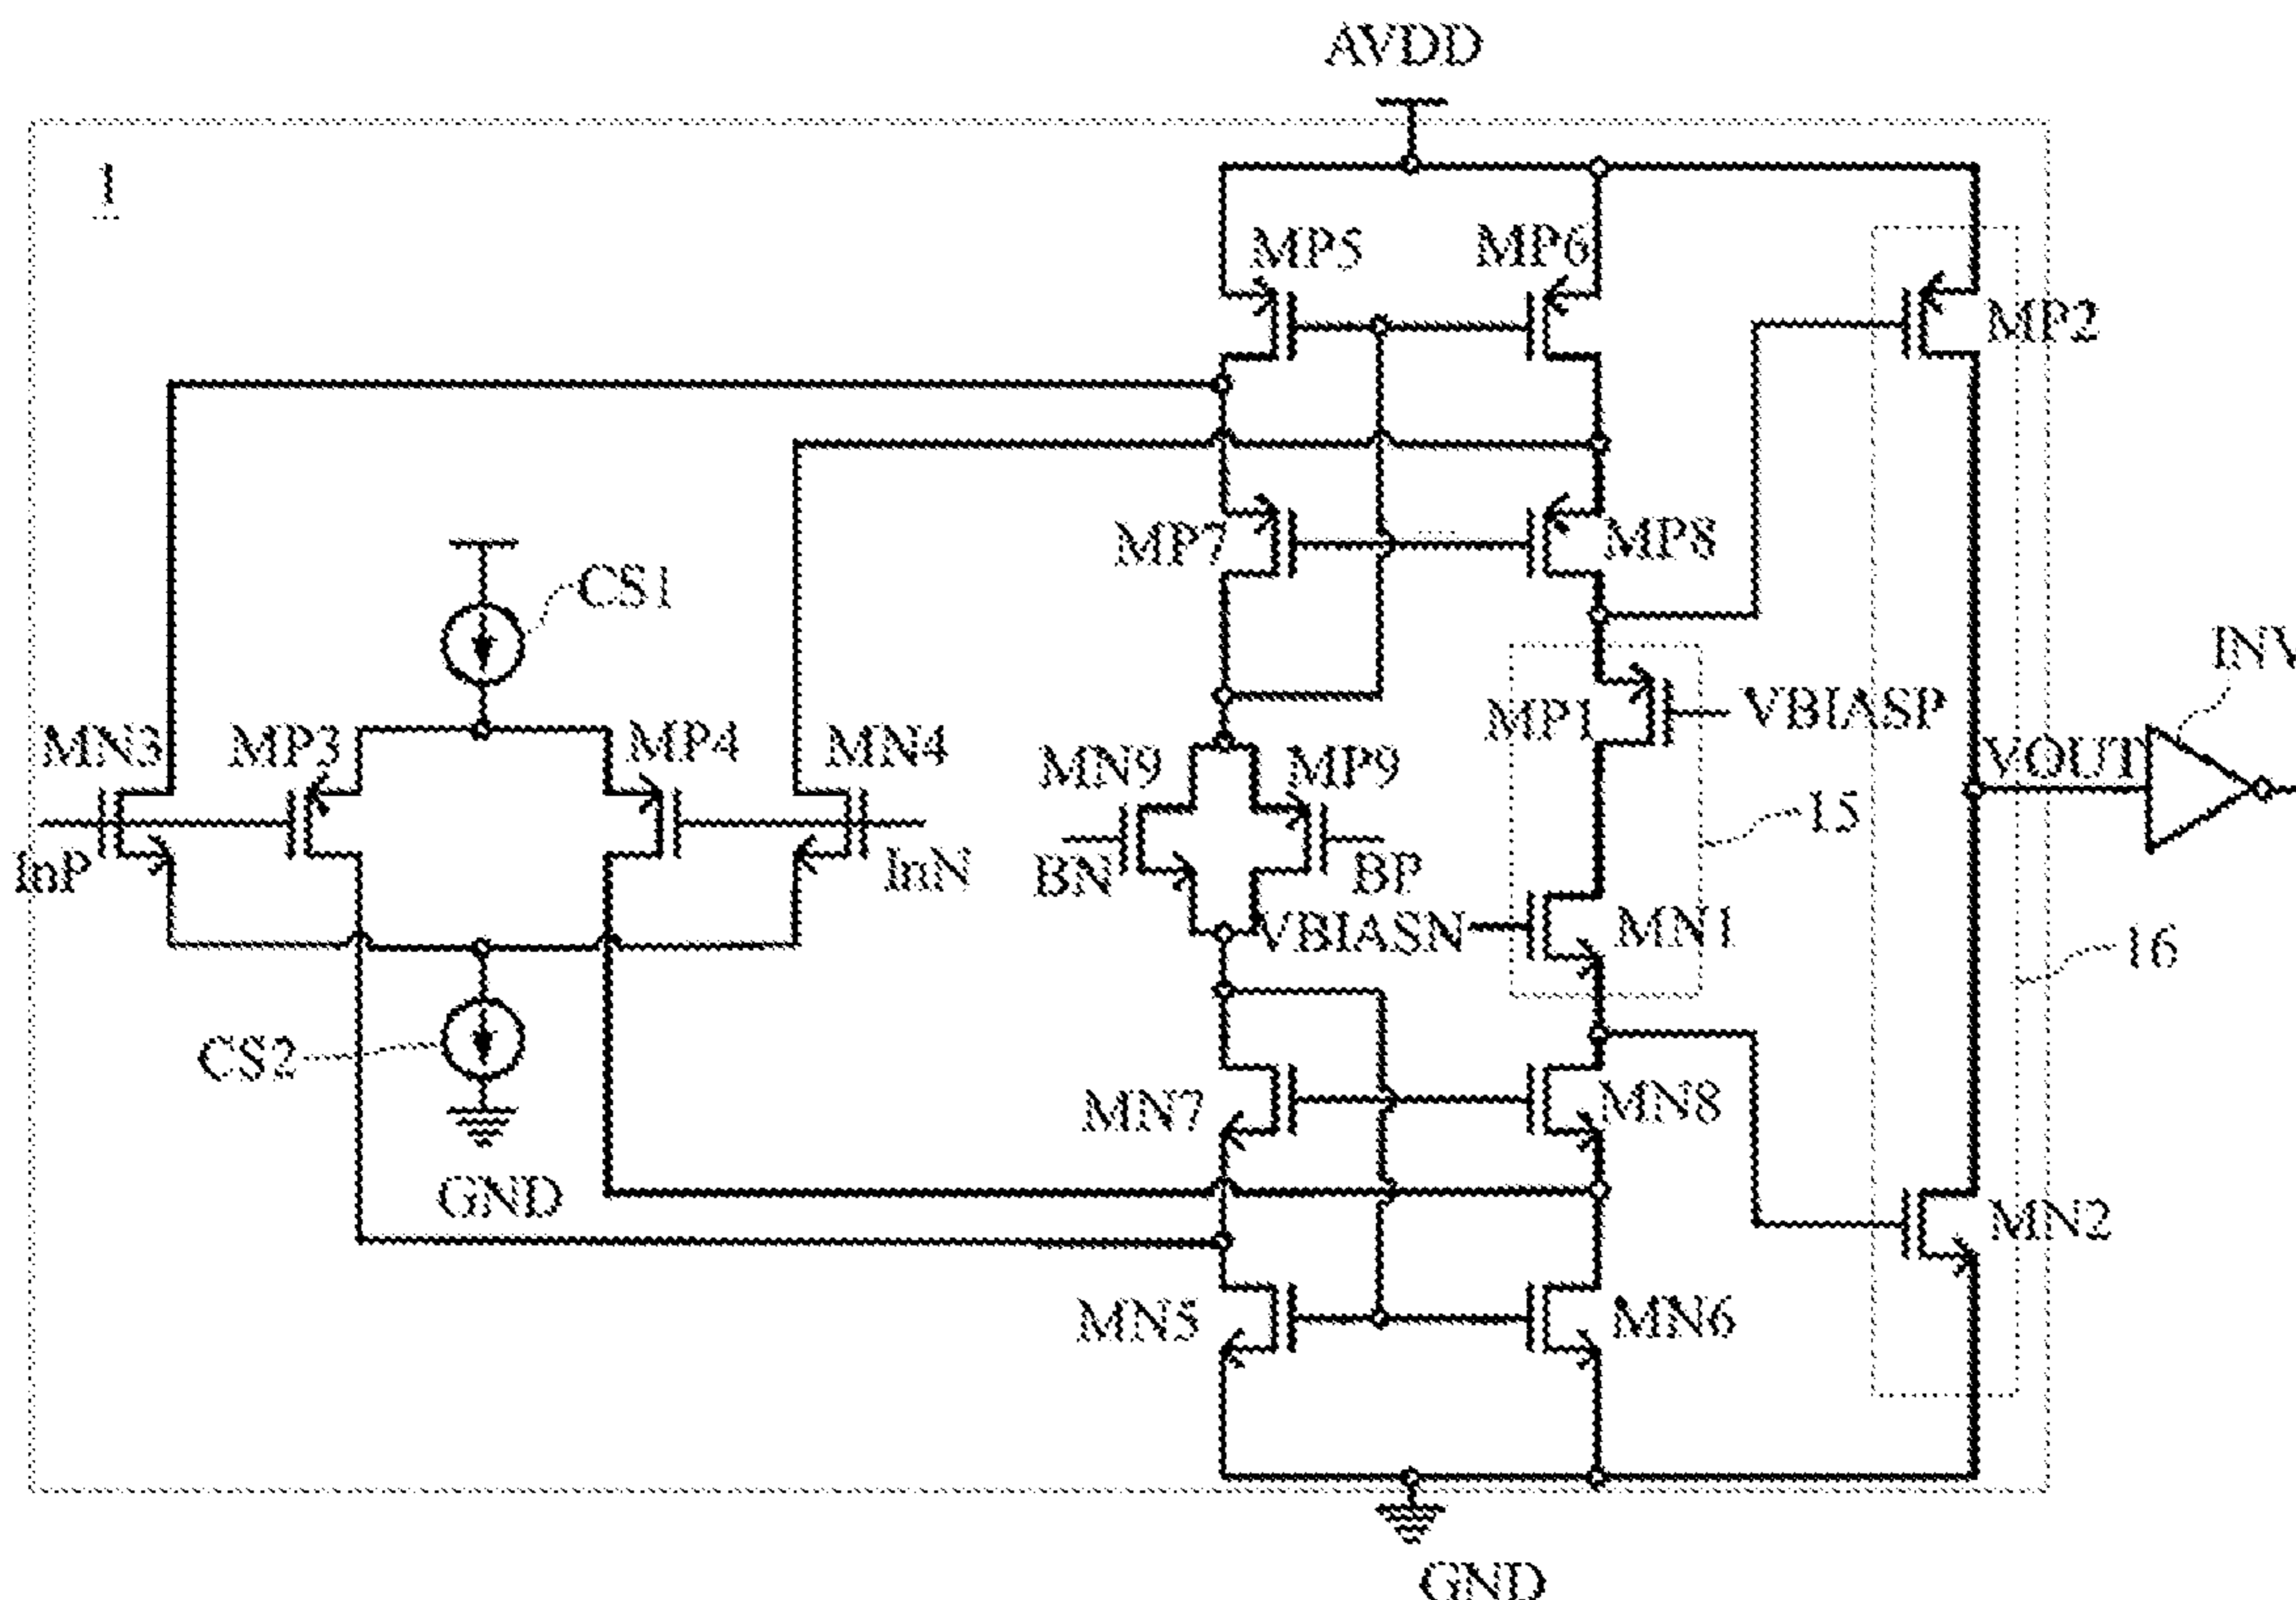 AVDD
1
MP5
MP6
MP2
MP7
MP8
CS1
INV
MN3
MP3
MP4
MN4
MN9
MP9
MP1
VBIASP
VOUT
InP
InN
BN
BP
15
VBIASN
MN1
16
CS2
MN7
MN8
GND
MN2
MN5
MN6
GND